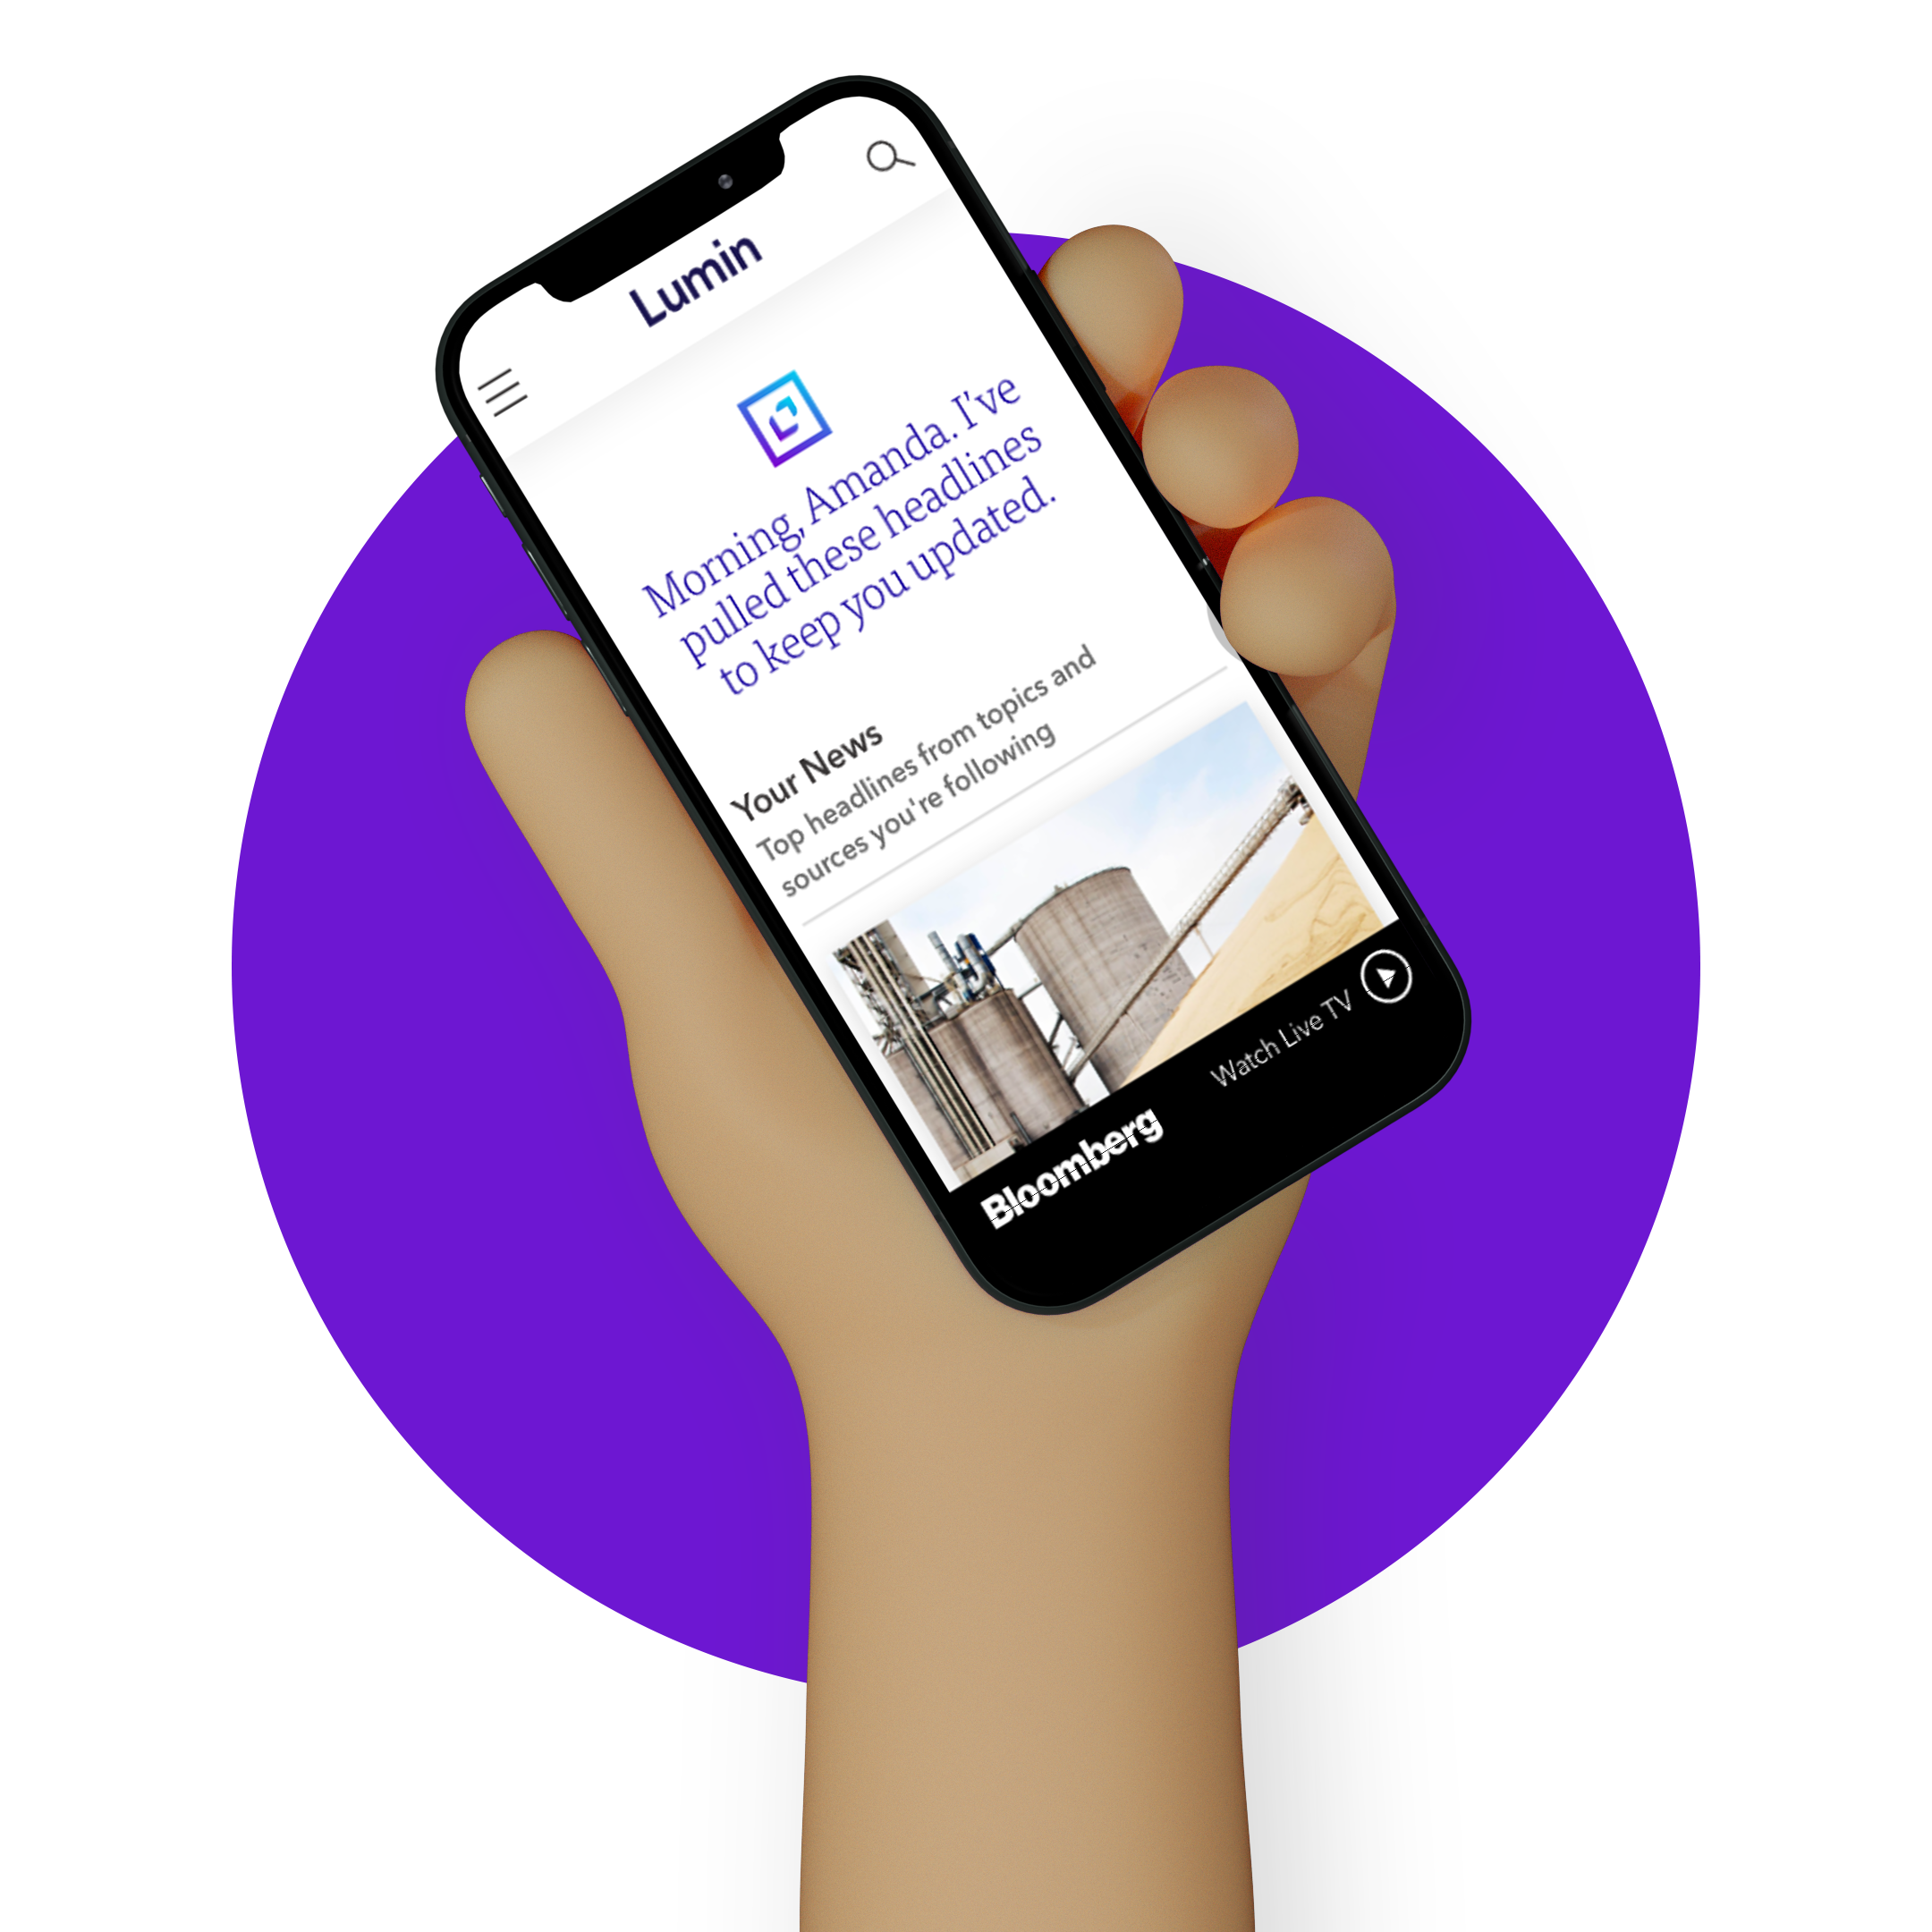 Lumin
Morning, Amanda. I've
pulled these headlines
to keep you updated.
Your News
Top headlines from topics and
sources you're following
Bloomberg
Watch Live TV